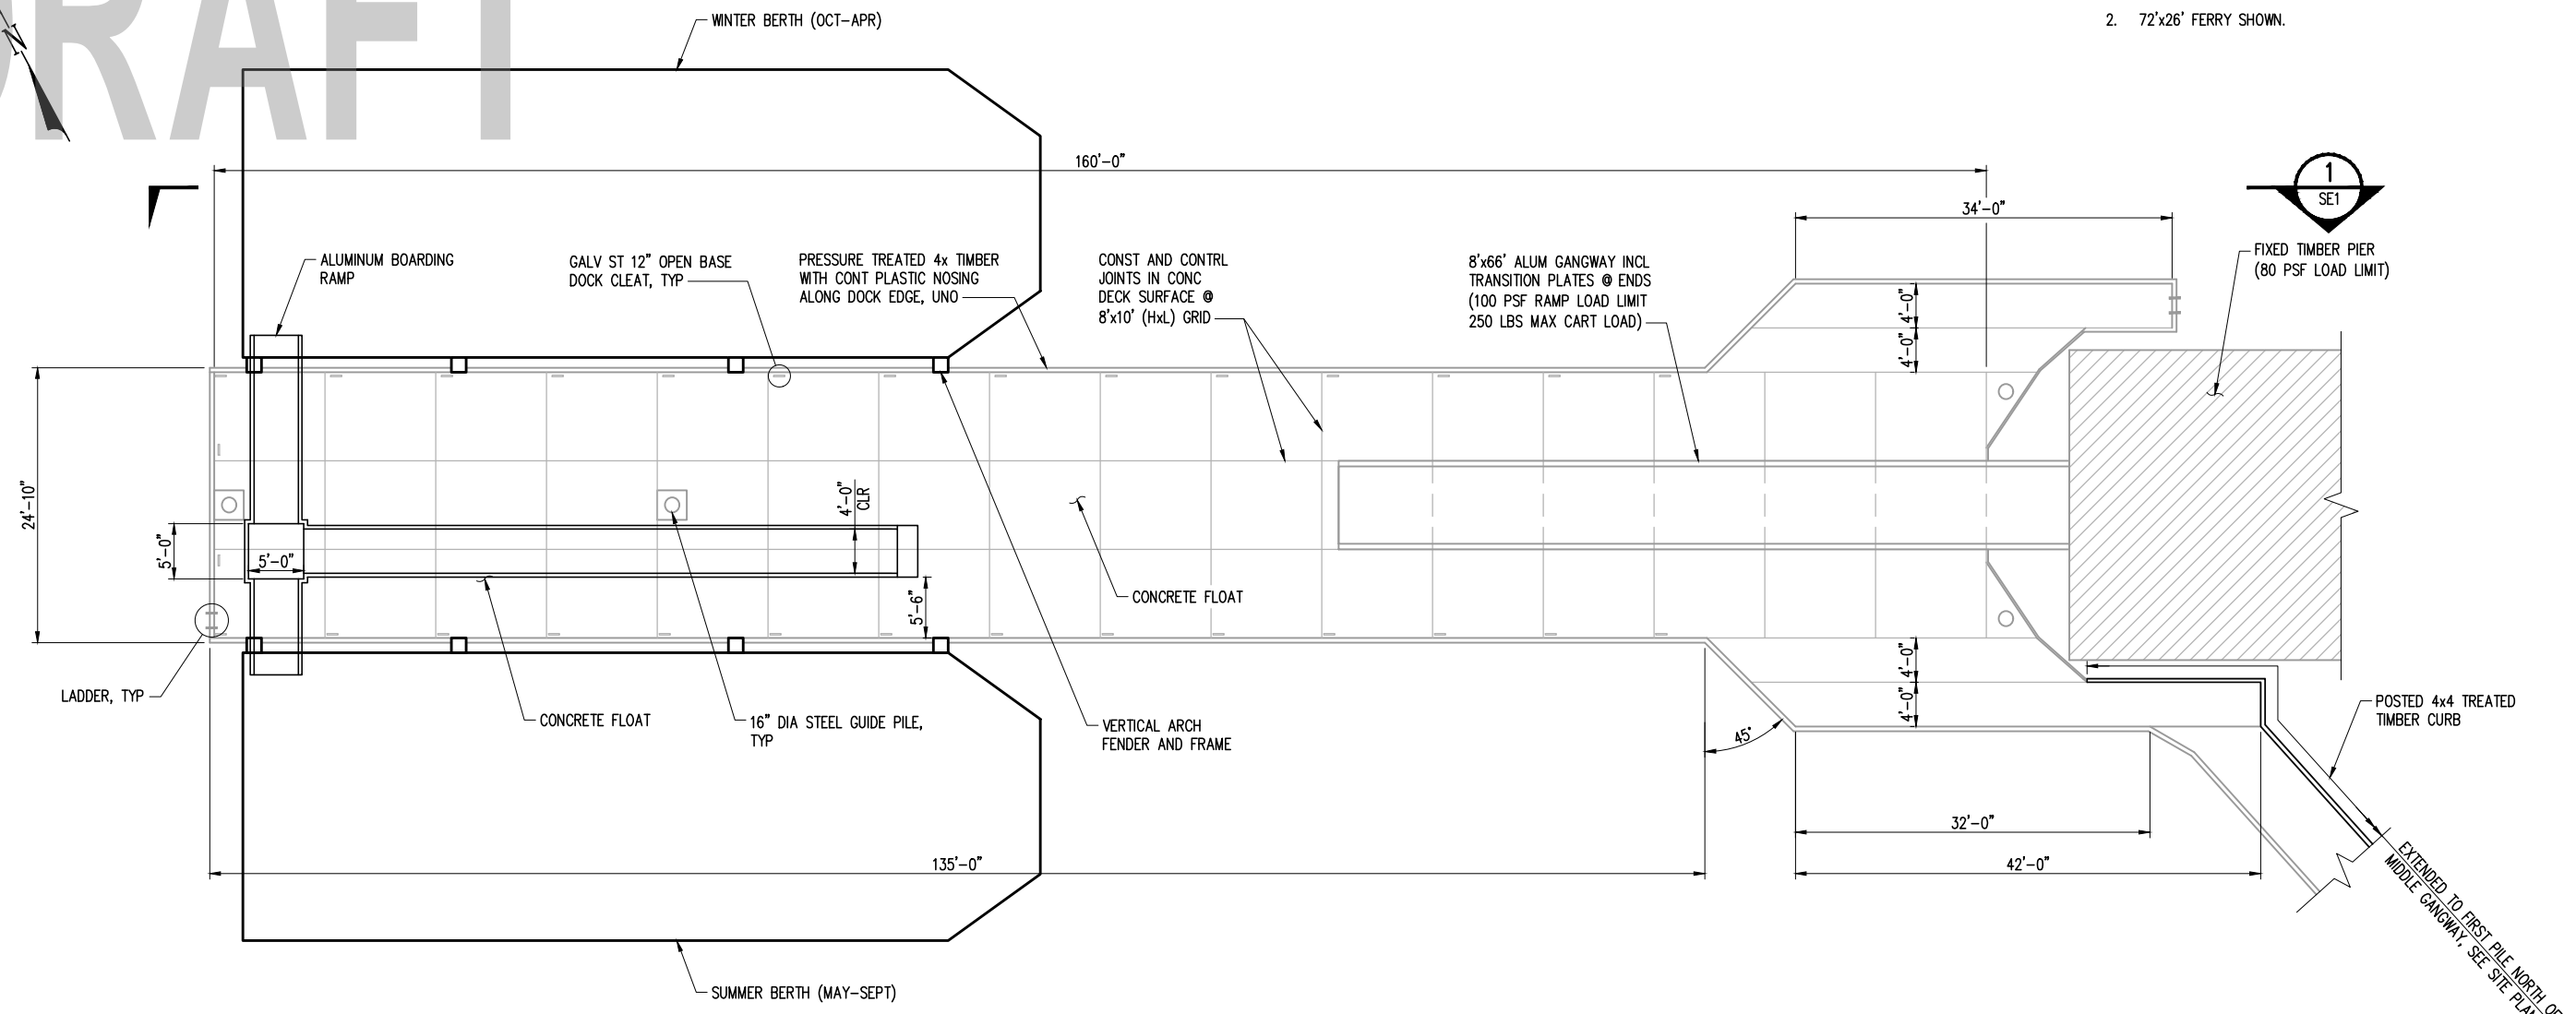 DRAFT
N
WINTER BERTH (OCT-APR)
2. 72'x26' FERRY SHOWN.
160'-0"
34'-0"
1
SE1
ALUMINUM BOARDING
RAMP
GALV ST 12" OPEN BASE
DOCK CLEAT, TYP
PRESSURE TREATED 4x TIMBER
WITH CONT PLASTIC NOSING
ALONG DOCK EDGE, UNO
CONST AND CONTRL
JOINTS IN CONC
DECK SURFACE @
8'x10' (HxL) GRID
8'x66' ALUM GANGWAY INCL
TRANSITION PLATES @ ENDS
(100 PSF RAMP LOAD LIMIT
250 LBS MAX CART LOAD)
FIXED TIMBER PIER
(80 PSF LOAD LIMIT)
4'-0"
4'-0"
24'-10"
4'-0"
CLR
5'-0"
5'-0"
5'-6"
CONCRETE FLOAT
4'-0"
4'-0"
LADDER, TYP
CONCRETE FLOAT
16" DIA STEEL GUIDE PILE,
TYP
VERTICAL ARCH
FENDER AND FRAME
45°
POSTED 4x4 TREATED
TIMBER CURB
32'-0"
135'-0"
42'-0"
EXTENDED TO FIRST PILE NORTH OF
MIDDLE GANGWAY, SEE SITE PLAN
SUMMER BERTH (MAY-SEPT)